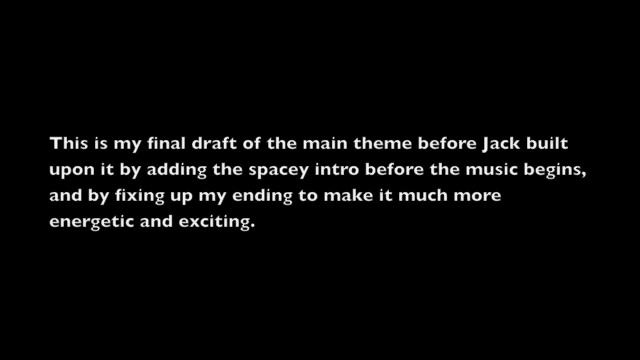 This is my final draft of the main theme before Jack built
upon it by adding the spacey intro before the music begins,
and by fixing up my ending to make it much more
energetic and exciting.